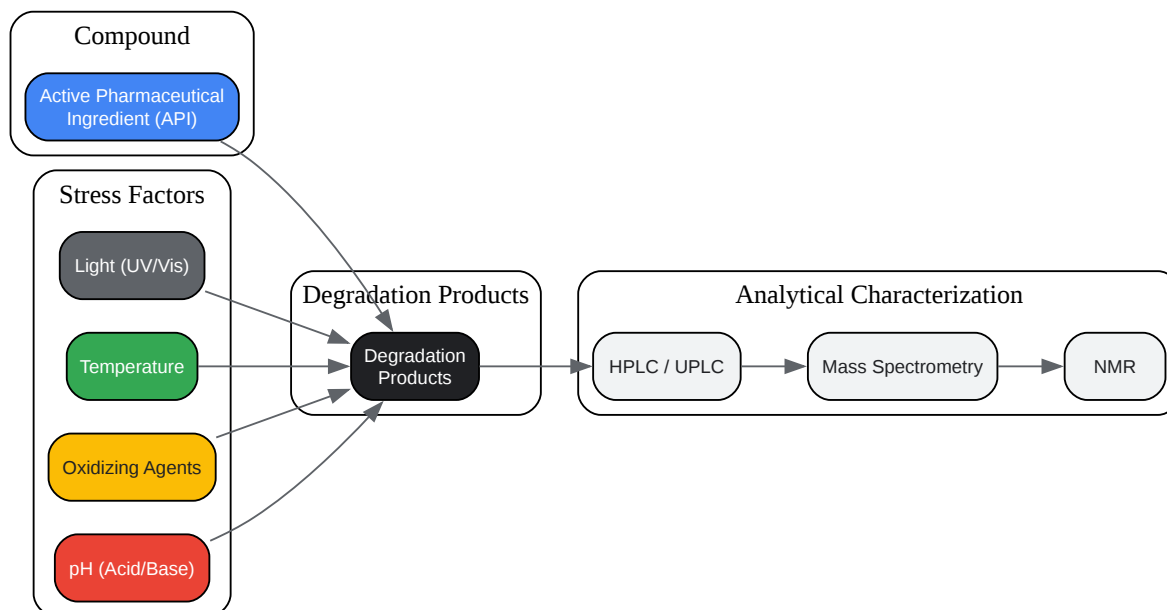 Compound
Active Pharmaceutical
Ingredient (API)
Stress Factors
Light (UV/Vis)
Temperature
Oxidizing Agents
pH (Acid/Base)
Degradation Products
Degradation
Products
Analytical Characterization
HPLC / UPLC
Mass Spectrometry
NMR